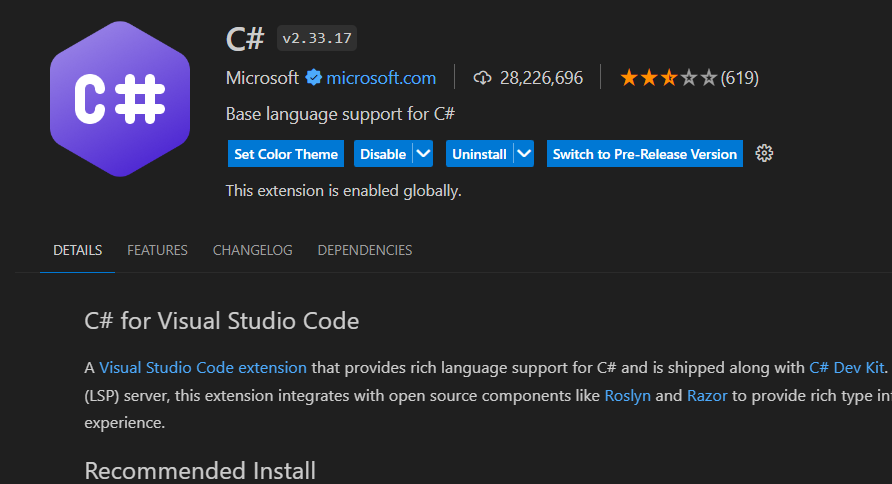 C#
C# v2.33.17
Microsoft microsoft.com 28,226,696 (619)
Base language support for C#
Set Color Theme Disable Uninstall Switch to Pre-Release Version
This extension is enabled globally.
DETAILS FEATURES CHANGELOG DEPENDENCIES
C# for Visual Studio Code
A Visual Studio Code extension that provides rich language support for C# and is shipped along with C# Dev Kit.
(LSP) server, this extension integrates with open source components like Roslyn and Razor to provide rich type in
experience.
Recommended Install